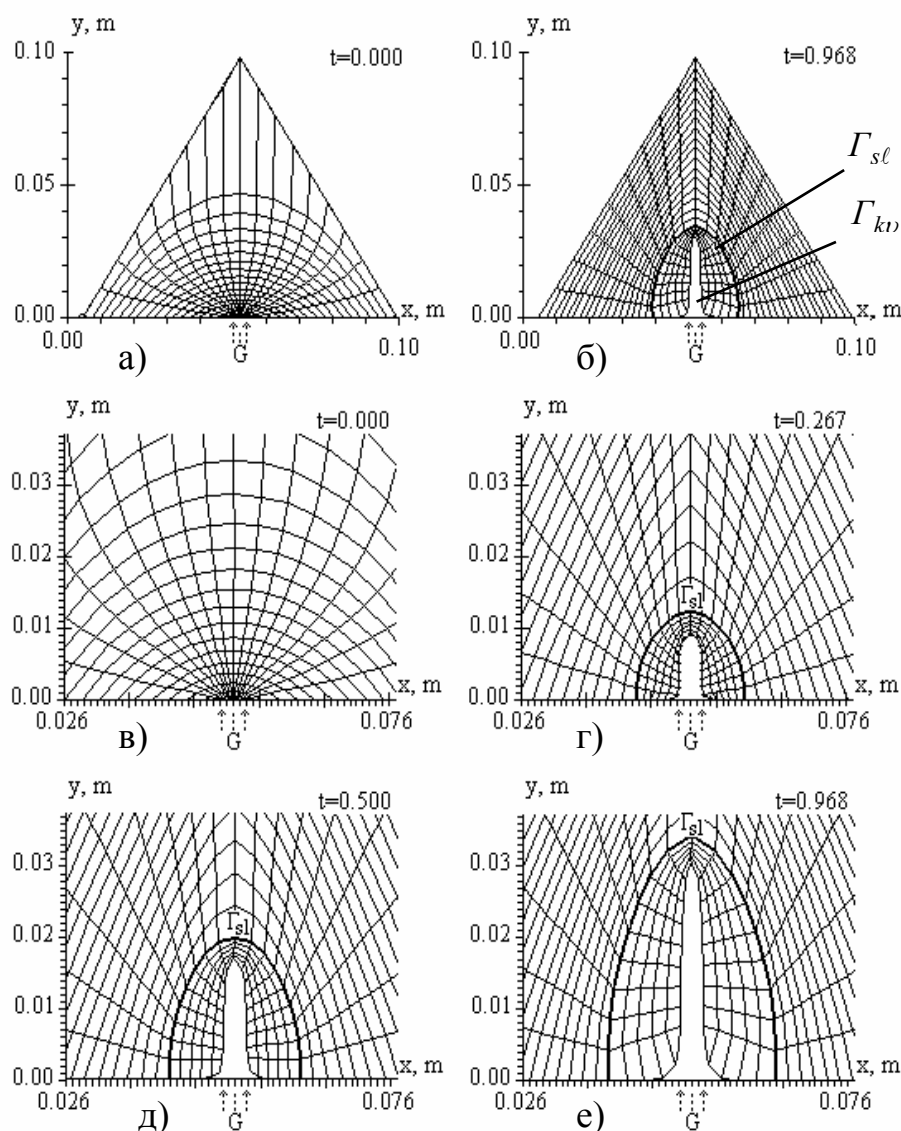 y, m
t=0.000
0.10
0.05
0.00
x, m
0.00
0.10
G
а)
y, m
t=0.968
0.10
0.05
0.00
Γsℓ
Γkv
x, m
0.00
0.10
G
б)
y, m
t=0.000
0.03
0.02
0.01
0.00
x, m
0.026
0.076
G
в)
y, m
t=0.267
0.03
0.02
0.01
0.00
Γsl
x, m
0.026
0.076
G
г)
y, m
t=0.500
0.03
0.02
0.01
0.00
Γsl
x, m
0.026
0.076
G
д)
y, m
t=0.968
0.03
0.02
0.01
0.00
Γsl
x, m
0.026
0.076
G
е)